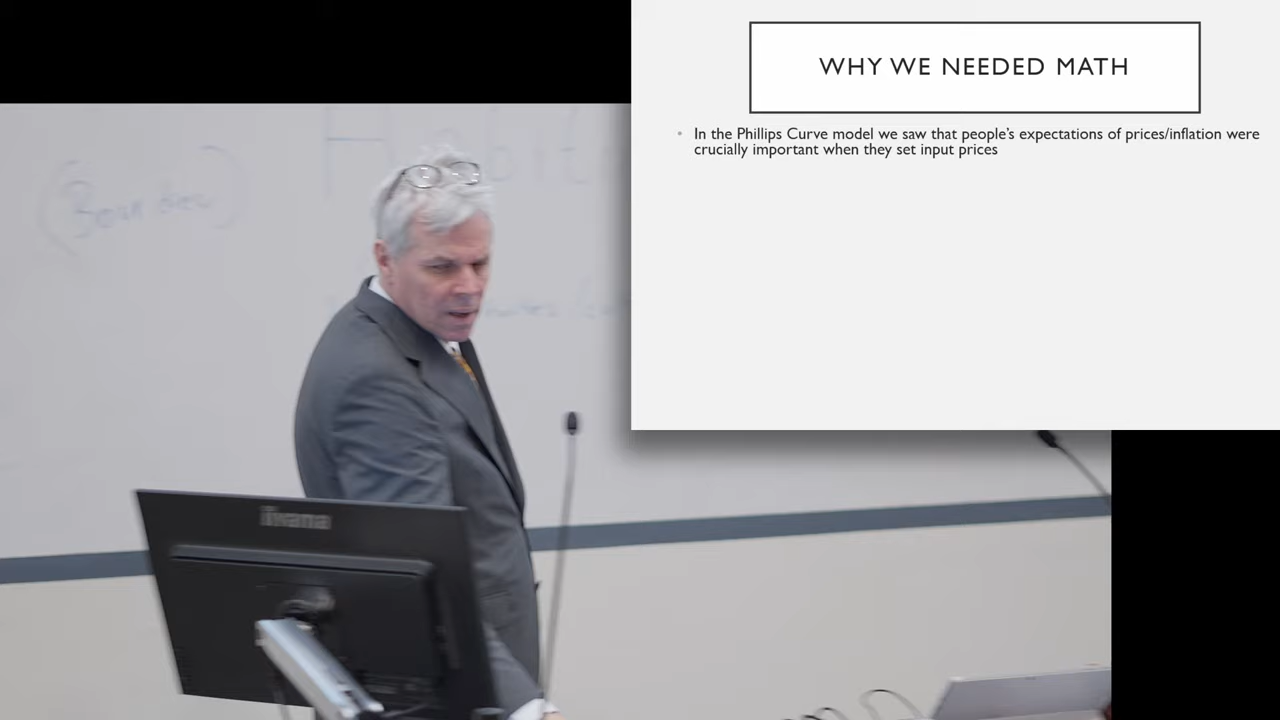 WHY WE NEEDED MATH
• In the Phillips Curve model we saw that people's expectations of prices/inflation were
crucially important when they set input prices
iiyama